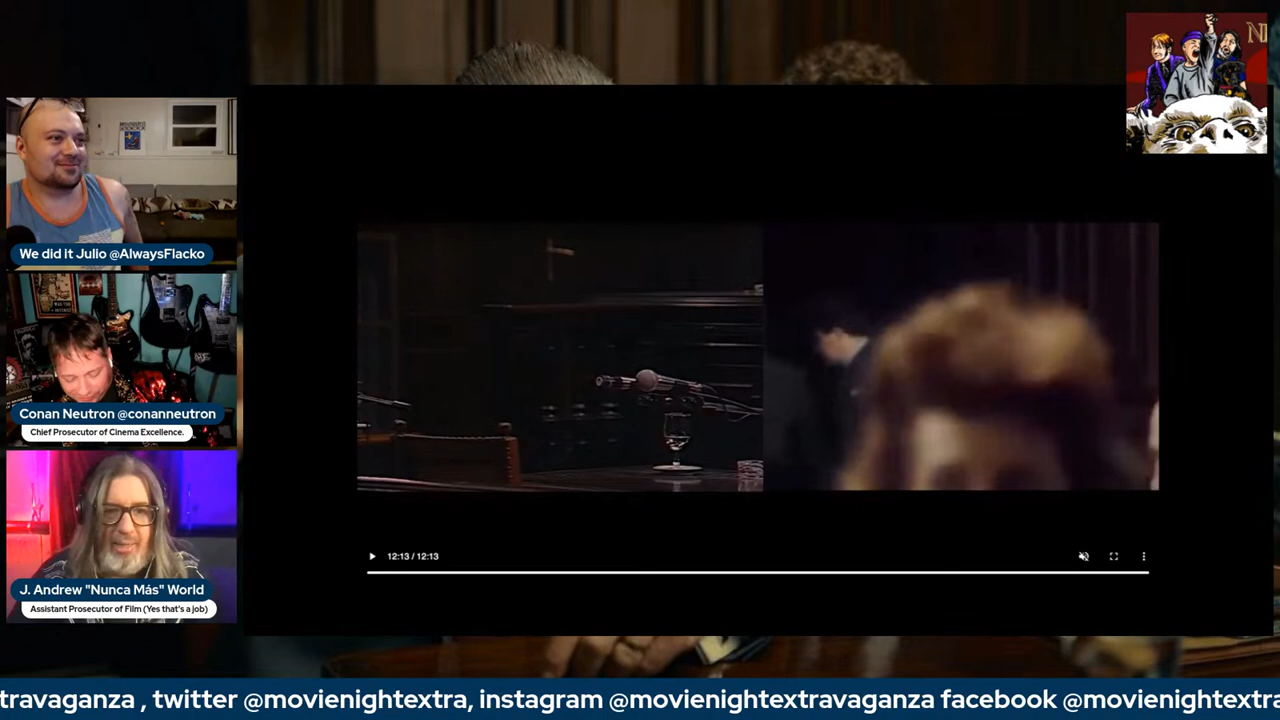 N
We did it Julio @AlwaysFlacko
Conan Neutron @conanneutron
Chief Prosecutor of Cinema Excellence.
12:13 / 12:13
J. Andrew "Nunca Más" World
Assistant Prosecutor of Film (Yes that's a job)
travaganza , twitter @movienightextra, instagram @movienightextravaganza facebook @movienightextra